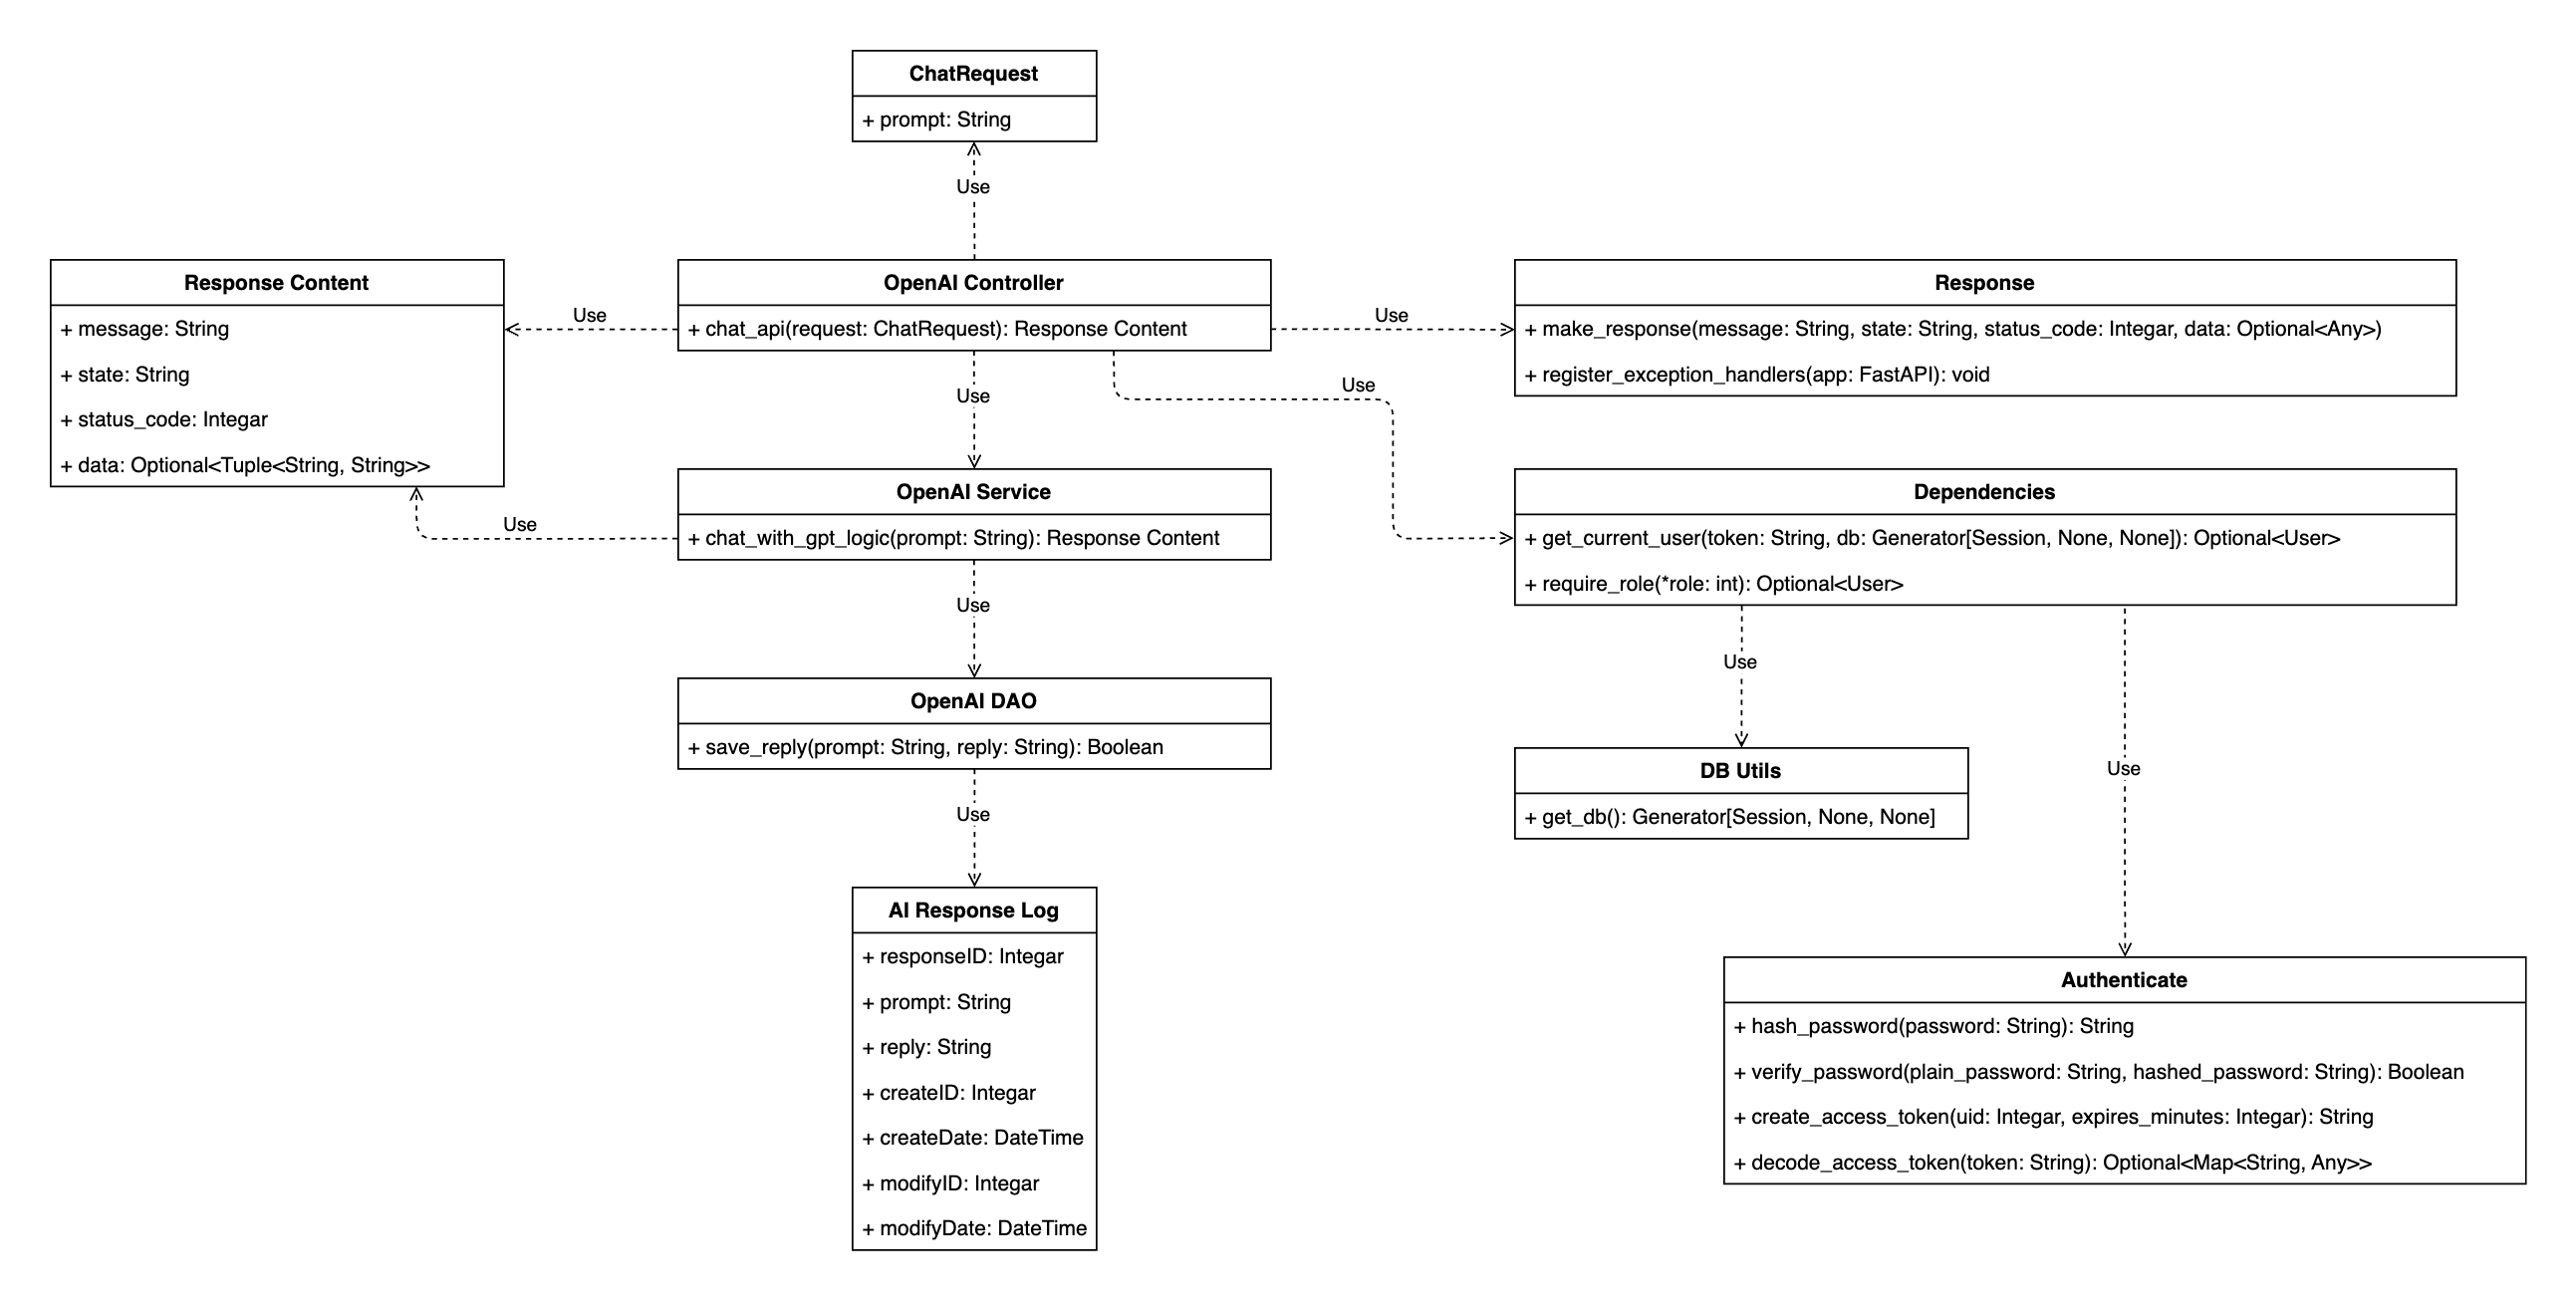 ChatRequest
+ prompt: String
Use
Response Content
+ message: String
+ state: String
+ status_code: Integar
+ data: Optional<Tuple<String, String>>
Use
OpenAI Controller
+ chat_api(request: ChatRequest): Response Content
Use
Response
+ make_response(message: String, state: String, status_code: Integar, data: Optional<Any>)
+ register_exception_handlers(app: FastAPI): void
Use
Use
Use
OpenAI Service
+ chat_with_gpt_logic(prompt: String): Response Content
Dependencies
+ get_current_user(token: String, db: Generator[Session, None, None]): Optional<User>
+ require_role(*role: int): Optional<User>
Use
Use
OpenAI DAO
+ save_reply(prompt: String, reply: String): Boolean
DB Utils
+ get_db(): Generator[Session, None, None]
Use
Use
AI Response Log
+ responseID: Integar
+ prompt: String
+ reply: String
+ createID: Integar
+ createDate: DateTime
+ modifyID: Integar
+ modifyDate: DateTime
Authenticate
+ hash_password(password: String): String
+ verify_password(plain_password: String, hashed_password: String): Boolean
+ create_access_token(uid: Integar, expires_minutes: Integar): String
+ decode_access_token(token: String): Optional<Map<String, Any>>